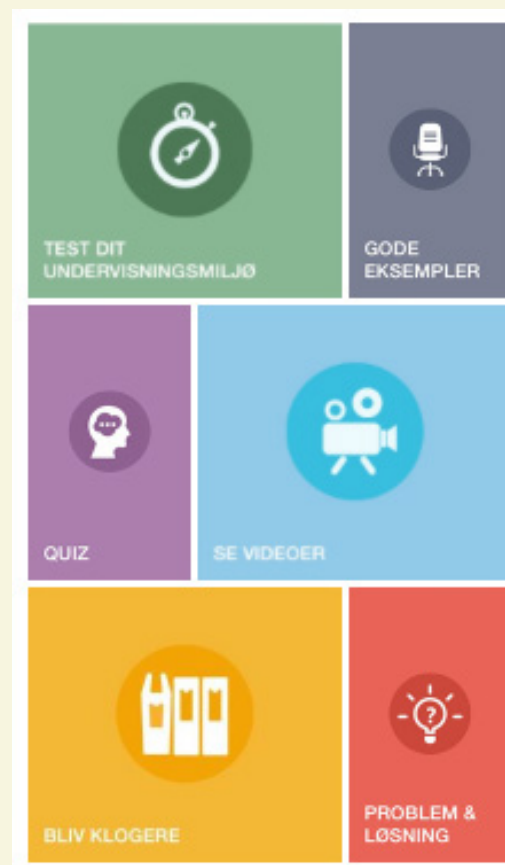 TEST DIT
UNDERVISNINGSMILJØ
GODE
EKSEMPLER
QUIZ
SE VIDEOER
BLIV KLOGERE
PROBLEM &
LØSNING